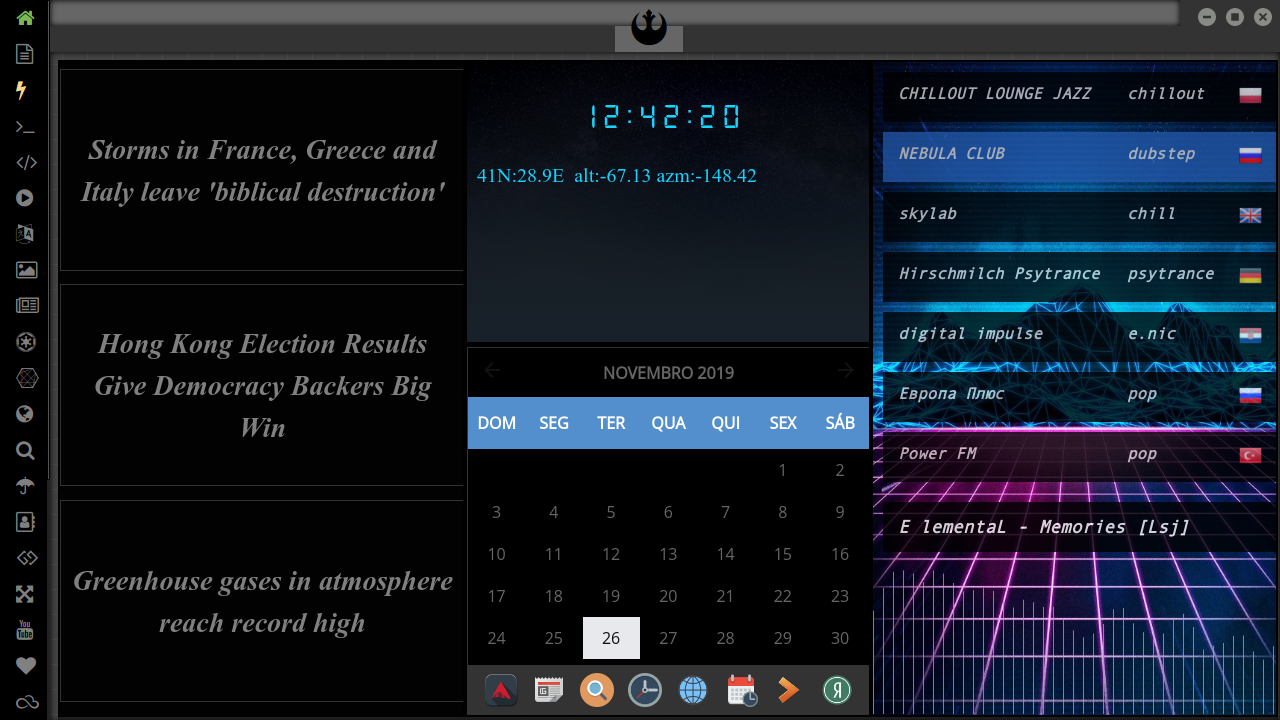 Storms in France, Greece and
Italy leave 'biblical destruction'
Hong Kong Election Results
Give Democracy Backers Big
Win
Greenhouse gases in atmosphere
reach record high
12:42:20
41N:28.9E alt:-67.13 azm:-148.42
NOVEMBRO 2019
DOM SEG TER QUA QUI SEX SÁB
1 2
3 4 5 6 7 8 9
10 11 12 13 14 15 16
17 18 19 20 21 22 23
24 25 26 27 28 29 30
CHILLOUT LOUNGE JAZZ chillout
NEBULA CLUB dubstep
skylab chill
Hirschmilch Psytrance psytrance
digital impulse e.nic
Европа Плюс pop
Power FM pop
E lementaL - Memories [Lsj]
You
Tube
Я